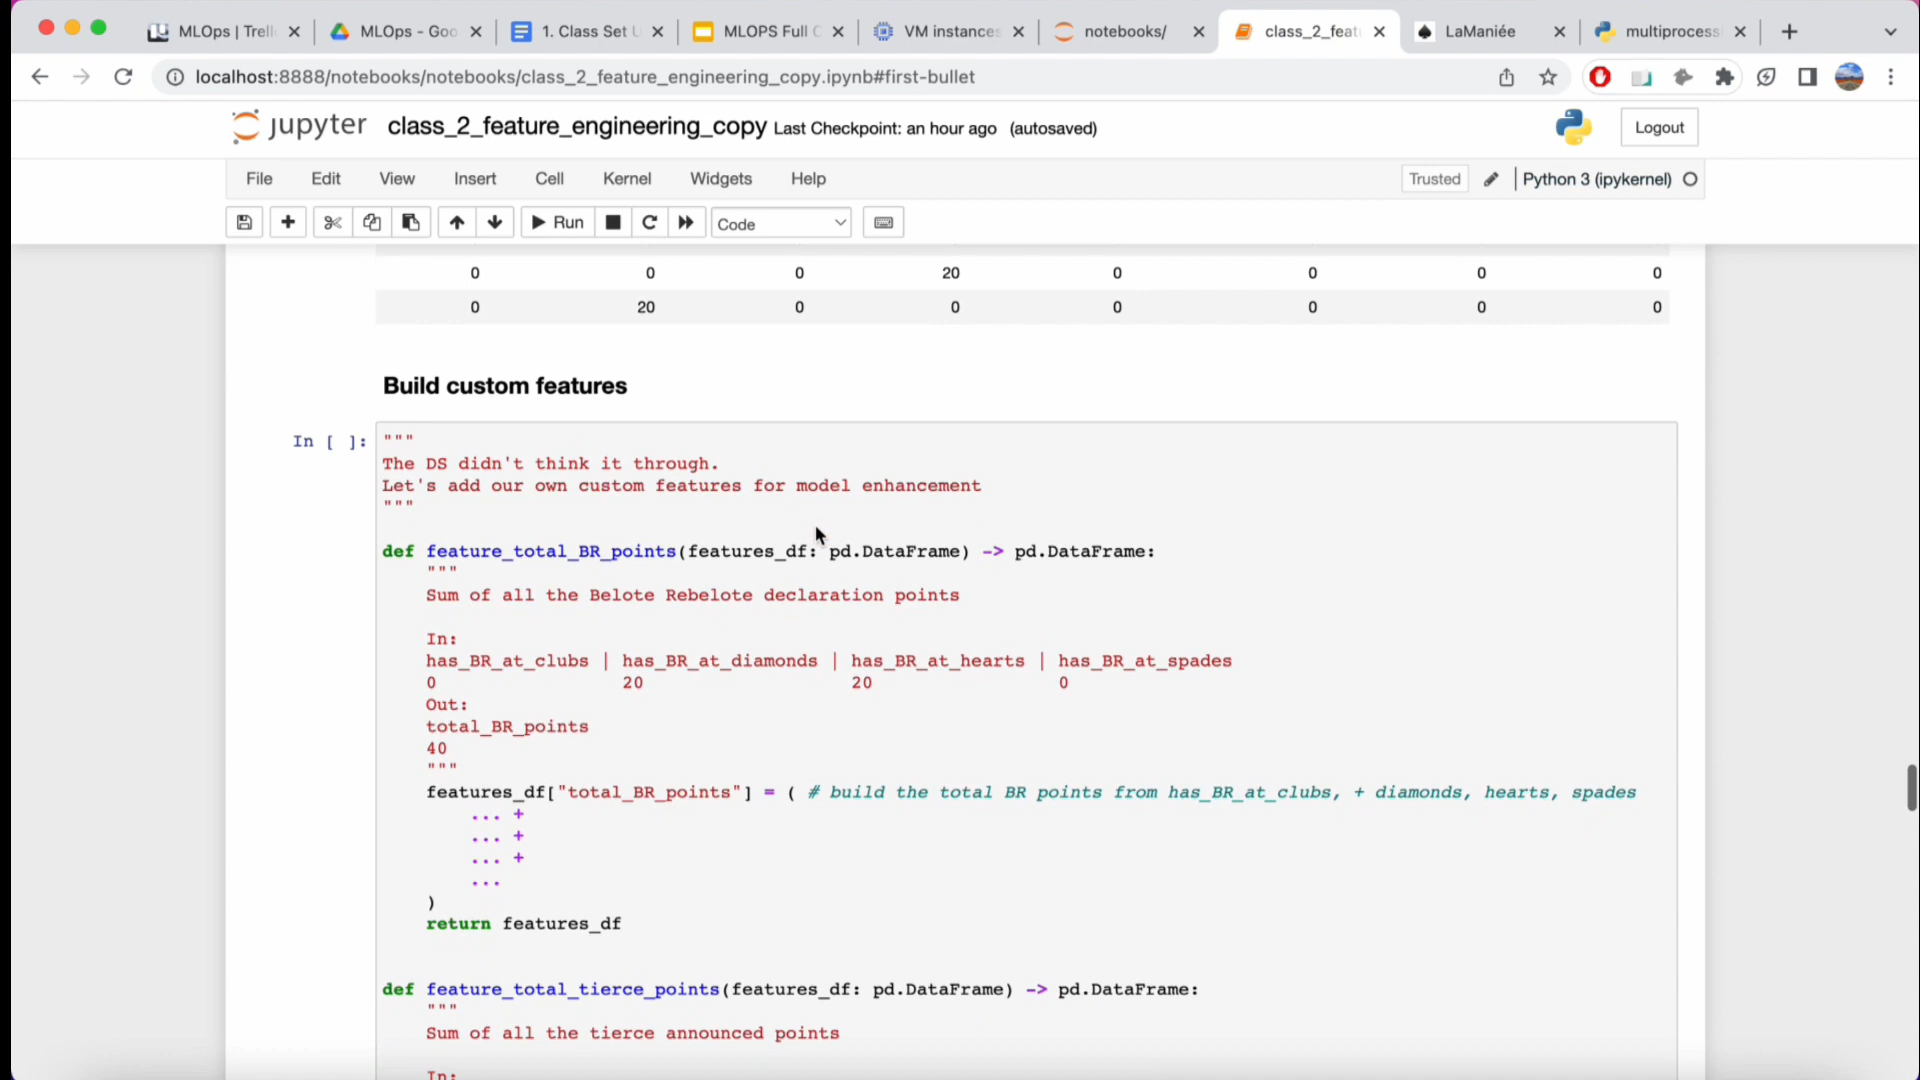 MLOps | Trell
MLOps - Goo
1. Class Set U
MLOPS Full C
VM instances
notebooks/
class_2_feat
LaManiée
multiprocess
localhost:8888/notebooks/notebooks/class_2_feature_engineering_copy.ipynb#first-bullet
jupyter class_2_feature_engineering_copy Last Checkpoint: an hour ago (autosaved)
Logout
File Edit View Insert Cell Kernel Widgets Help
Trusted
Python 3 (ipykernel)
Run
Code
0 0 0 20 0 0 0 0
0 20 0 0 0 0 0 0
Build custom features
In [ ]: """
The DS didn't think it through.
Let's add our own custom features for model enhancement
"""
def feature_total_BR_points(features_df: pd.DataFrame) -> pd.DataFrame:
"""
Sum of all the Belote Rebelote declaration points
In:
has_BR_at_clubs | has_BR_at_diamonds | has_BR_at_hearts | has_BR_at_spades
0 20 20 0
Out:
total_BR_points
40
"""
features_df["total_BR_points"] = ( # build the total BR points from has_BR_at_clubs, + diamonds, hearts, spades
... +
... +
... +
...
)
return features_df
def feature_total_tierce_points(features_df: pd.DataFrame) -> pd.DataFrame:
"""
Sum of all the tierce announced points
In: